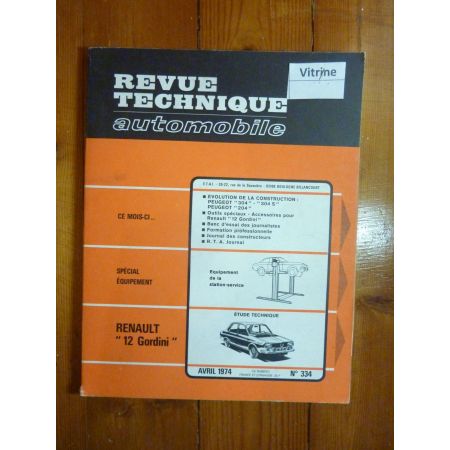 REVUE
TECHNIQUE
automobile
Vitrine
E T A I - 20-22, rue de la Saussière - 92100 BOULOGNE BILLANCOURT
CE MOIS-CI ...
■ EVOLUTION DE LA CONSTRUCTION :
PEUGEOT "304" - "304 S"
PEUGEOT "204"
■ Outils spéciaux - Accessoires pour
Renault "12 Gordini"
■ Banc d'essai des journalistes
■ Formation professionnelle
■ Journal des constructeurs
■ R. T. A. Journal
SPÉCIAL
ÉQUIPEMENT
Equipement
de la
station-service
RENAULT
"12 Gordini"
ÉTUDE TECHNIQUE
AVRIL 1974
N° 334